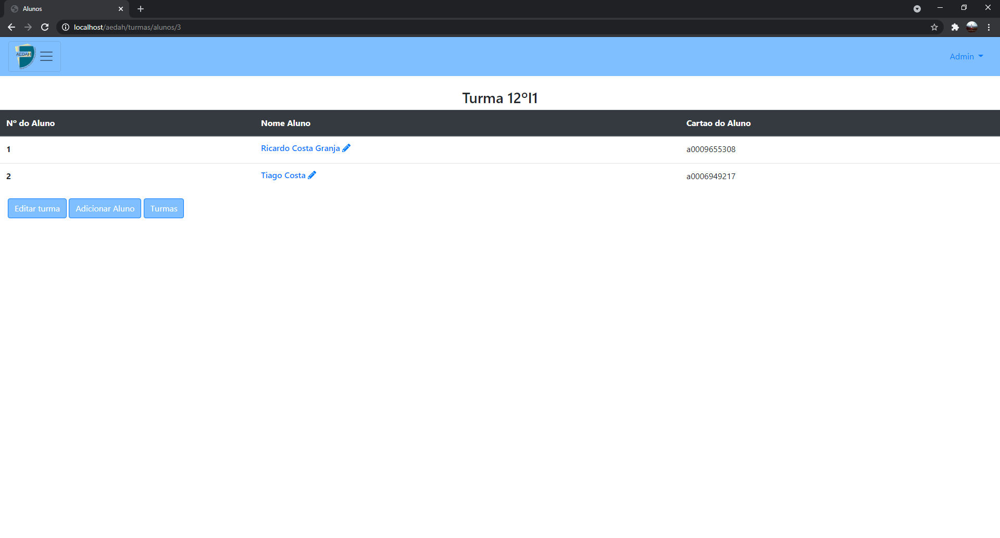 Alunos
localhost/aedah/turmas/alunos/3
AEDAH
Admin
Turma 12ºI1
Nº do Aluno Nome Aluno Cartao do Aluno
1 Ricardo Costa Granja a0009655308
2 Tiago Costa a0006949217
Editar turma Adicionar Aluno Turmas